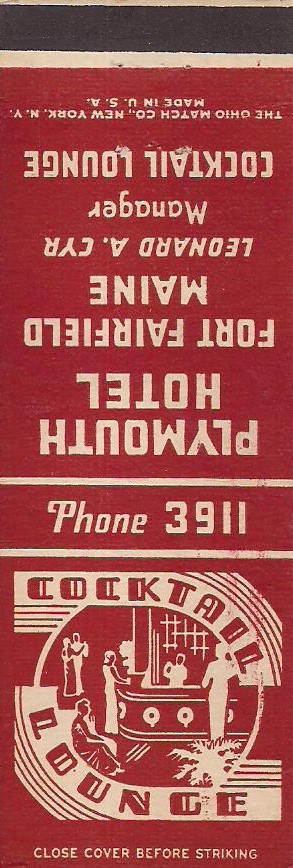 PLYMOUTH
HOTEL
FORT FAIRFIELD
MAINE
LEONARD A. CYR
Manager
COCKTAIL LOUNGE
THE OHIO MATCH CO., NEW YORK, N. Y.
MADE IN U. S. A.
Phone 3911
COCKTAIL
LOUNGE
CLOSE COVER BEFORE STRIKING